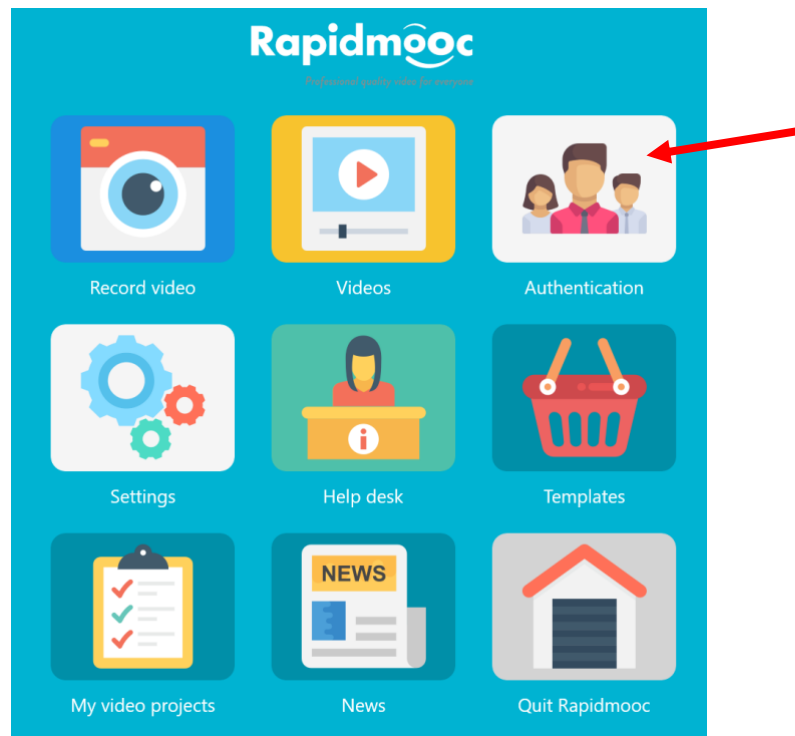 Rapidmooc
Professional quality video for everyone
Record video
Videos
Authentication
Settings
Help desk
Templates
NEWS
My video projects
News
Quit Rapidmooc